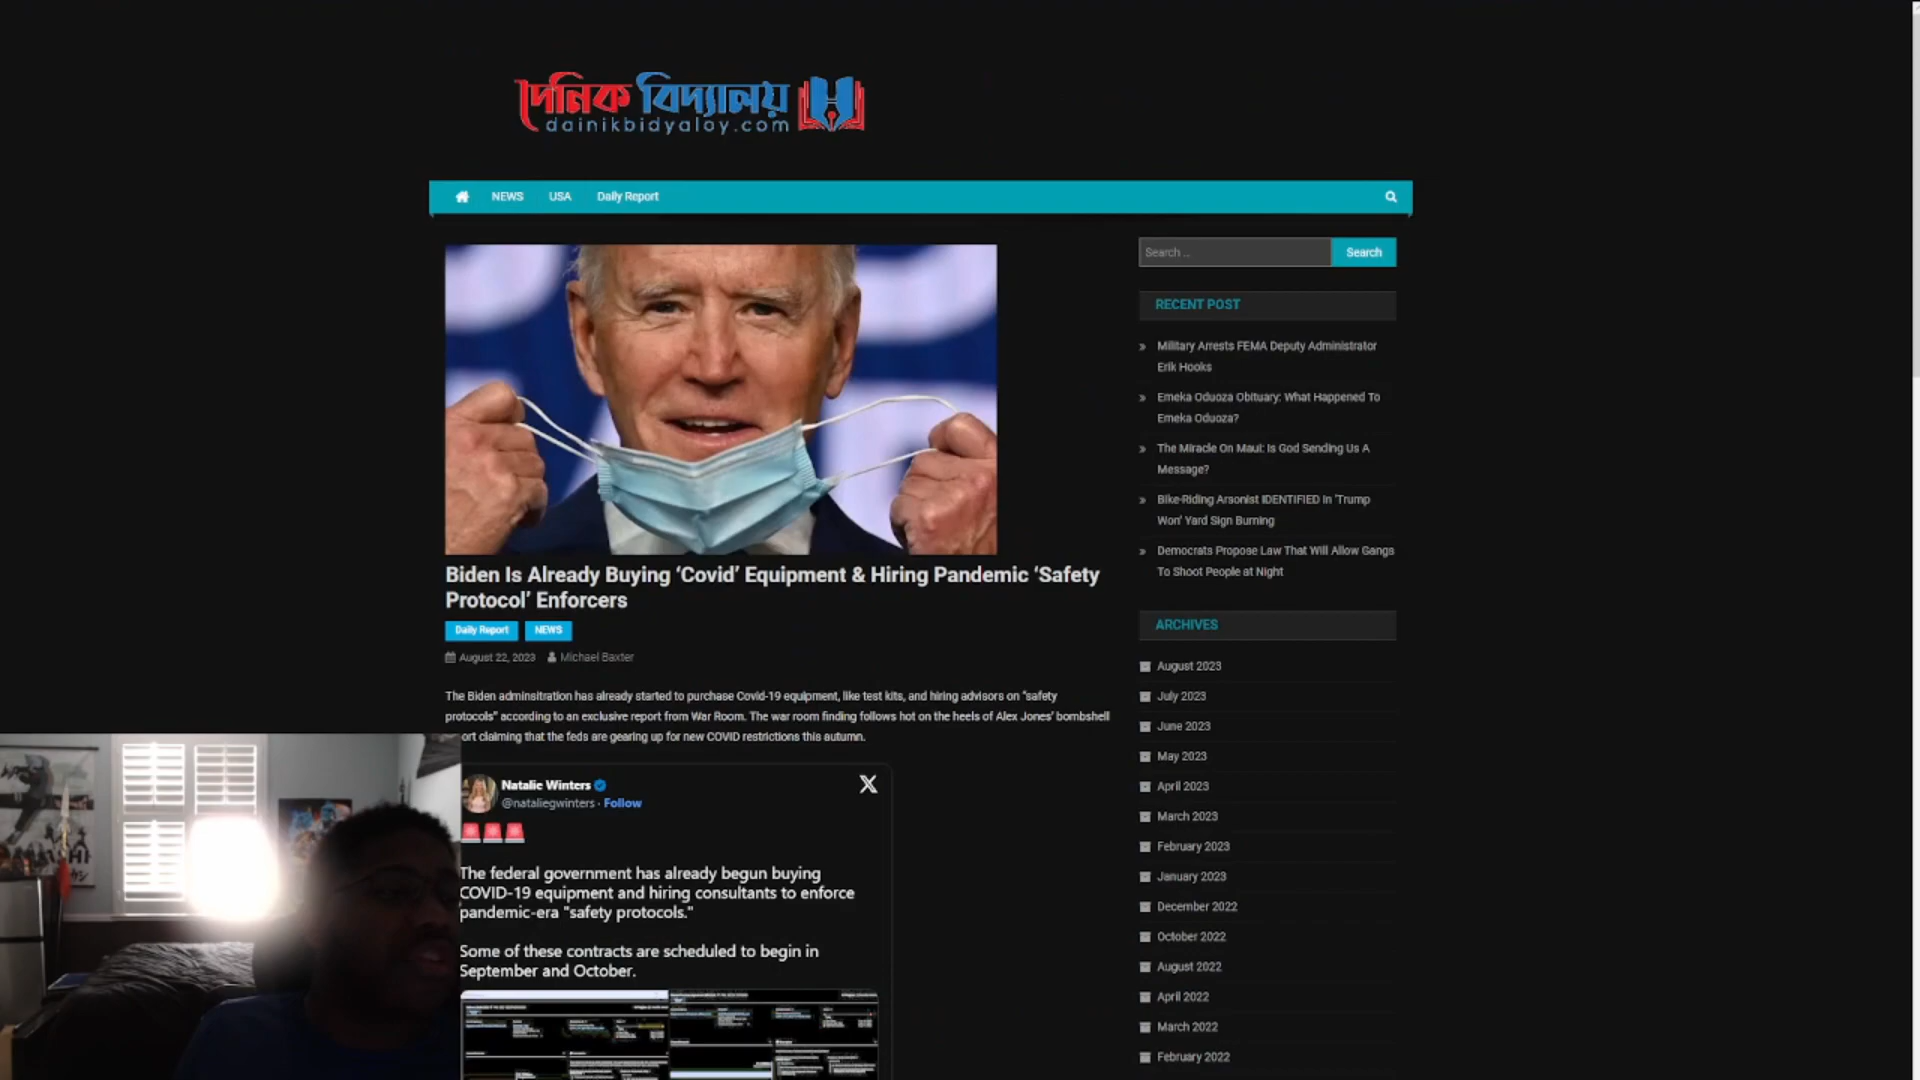 দৈনিক বিদ্যালয়
dainikbidyaloy.com
NEWS USA Daily Report
Search ..
Search
Biden Is Already Buying ‘Covid’ Equipment & Hiring Pandemic ‘Safety
Protocol’ Enforcers
Daily Report NEWS
August 22, 2023 Michael Baxter
The Biden adminsitration has already started to purchase Covid-19 equipment, like test kits, and hiring advisors on “safety
protocols” according to an exclusive report from War Room. The war room finding follows hot on the heels of Alex Jones’ bombshell
ort claiming that the feds are gearing up for new COVID restrictions this autumn.
Natalie Winters
@nataliegwinters · Follow
The federal government has already begun buying
COVID-19 equipment and hiring consultants to enforce
pandemic-era "safety protocols."
Some of these contracts are scheduled to begin in
September and October.
RECENT POST
Military Arrests FEMA Deputy Administrator
Erik Hooks
Emeka Oduoza Obituary: What Happened To
Emeka Oduoza?
The Miracle On Maui: Is God Sending Us A
Message?
Bike-Riding Arsonist IDENTIFIED in ‘Trump
Won’ Yard Sign Burning
Democrats Propose Law That Will Allow Gangs
To Shoot People at Night
ARCHIVES
August 2023
July 2023
June 2023
May 2023
April 2023
March 2023
February 2023
January 2023
December 2022
October 2022
August 2022
April 2022
March 2022
February 2022